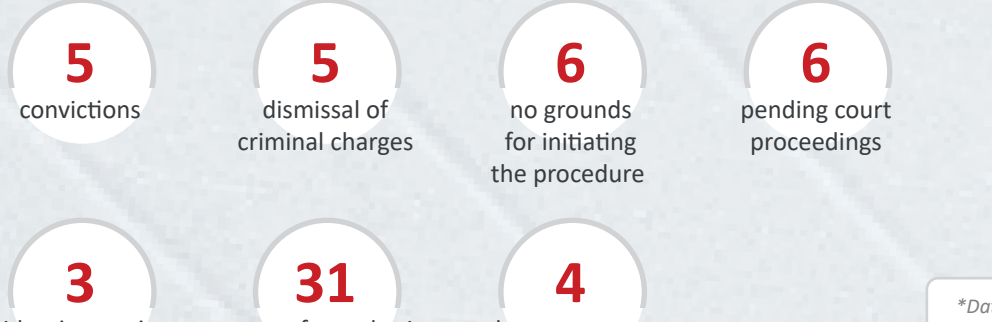 5
convictions
5
dismissal of
criminal charges
6
no grounds
for initiating
the procedure
6
pending court
proceedings
3
31
4